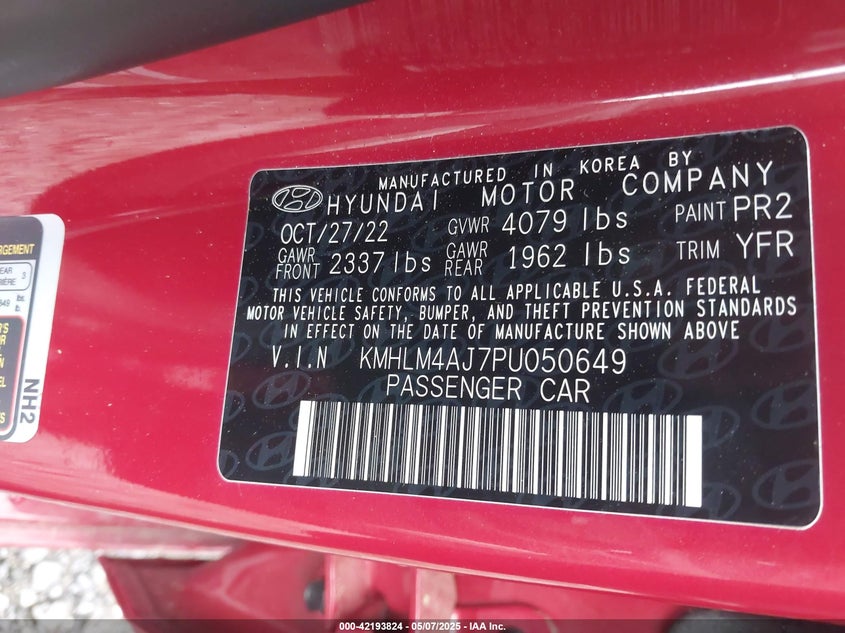 MANUFACTURED IN KOREA BY
HYUNDAI MOTOR COMPANY
OCT/27/22 GVWR 4079 lbs PAINT PR2
GAWR FRONT 2337 lbs GAWR REAR 1962 lbs TRIM YFR
THIS VEHICLE CONFORMS TO ALL APPLICABLE U.S.A. FEDERAL
MOTOR VEHICLE SAFETY, BUMPER, AND THEFT PREVENTION STANDARDS
IN EFFECT ON THE DATE OF MANUFACTURE SHOWN ABOVE
V.I.N KMHLM4AJ7PU050649
PASSENGER CAR
NH2
000-42193824 - 05/07/2025 - IAA Inc.